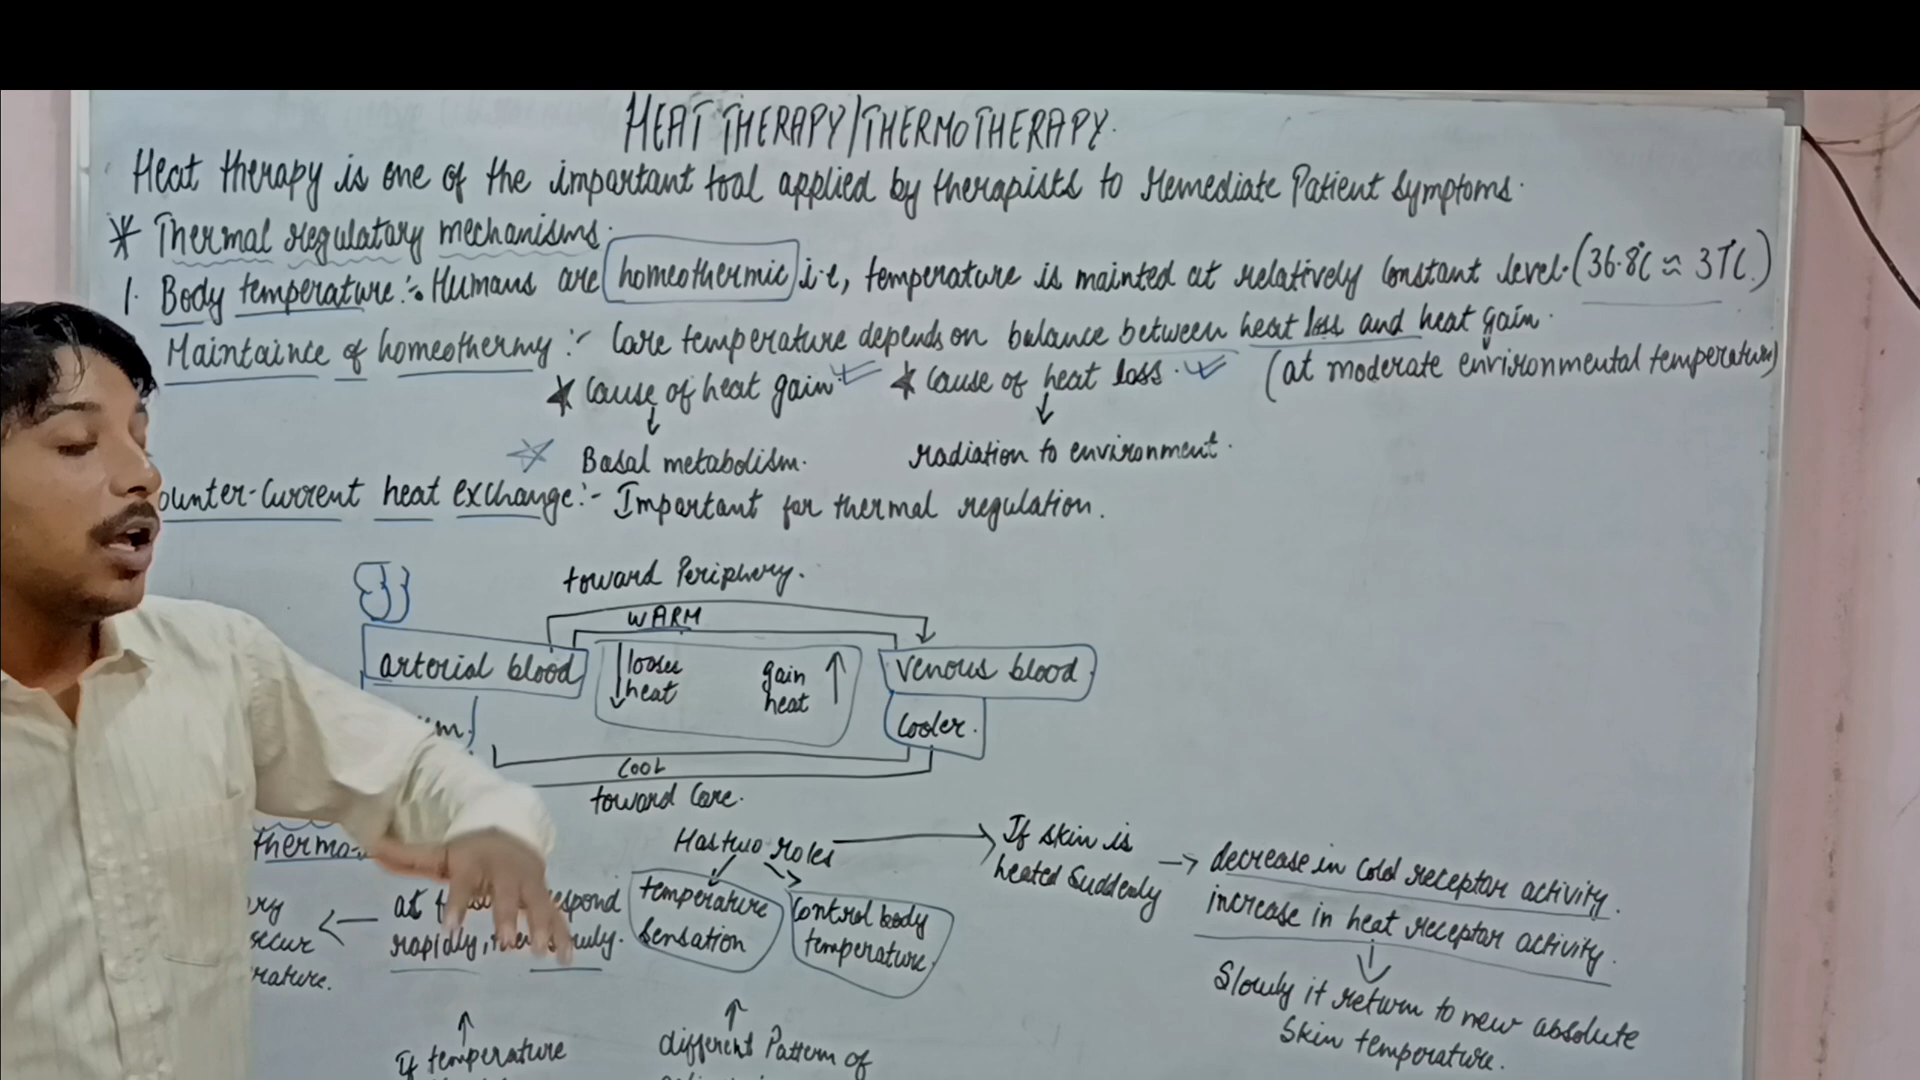 HEAT THERAPY/THERMOTHERAPY.
Heat therapy is one of the important tool applied by therapists to remediate Patient Symptoms.
* Thermal regulatory mechanisms.
1. Body temperature:- Humans are homeothermic i.e, temperature is mainted at relatively constant level. (36.8°C ≈ 37°C.)
Maintaince of homeothermy:- Core temperature depends on balance between heat loss and heat gain.
(at moderate environmental temperature)
★ Cause of heat gain. ★ Cause of heat loss.
↓ ↓
☆ Basal metabolism. radiation to environment.
ounter-Current heat exchange:- Important for thermal regulation.
toward Periphery.
WARM
arterial blood
↓ looses heat
gain heat ↑
Venous blood
Cooler.
COOL
toward Core.
thermo-
Has two roles
→ If skin is
heated Suddenly
→ decrease in Cold receptor activity.
increase in heat receptor activity.
↓
Slowly it return to new absolute
Skin temperature.
temperature
Sensation
Control body
temperature.
at
rapidly,
↑
If temperature
↑
different Pattern of